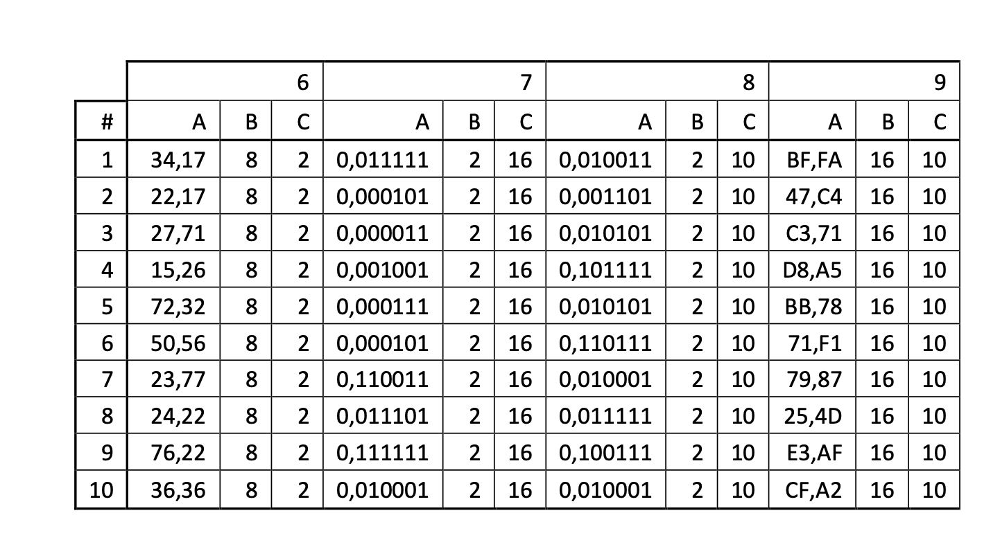 6 7 8 9
# A B C A B C A B C A B C
1 34,17 8 2 0,011111 2 16 0,010011 2 10 BF,FA 16 10
2 22,17 8 2 0,000101 2 16 0,001101 2 10 47,C4 16 10
3 27,71 8 2 0,000011 2 16 0,010101 2 10 C3,71 16 10
4 15,26 8 2 0,001001 2 16 0,101111 2 10 D8,A5 16 10
5 72,32 8 2 0,000111 2 16 0,010101 2 10 BB,78 16 10
6 50,56 8 2 0,000101 2 16 0,110111 2 10 71,F1 16 10
7 23,77 8 2 0,110011 2 16 0,010001 2 10 79,87 16 10
8 24,22 8 2 0,011101 2 16 0,011111 2 10 25,4D 16 10
9 76,22 8 2 0,111111 2 16 0,100111 2 10 E3,AF 16 10
10 36,36 8 2 0,010001 2 16 0,010001 2 10 CF,A2 16 10